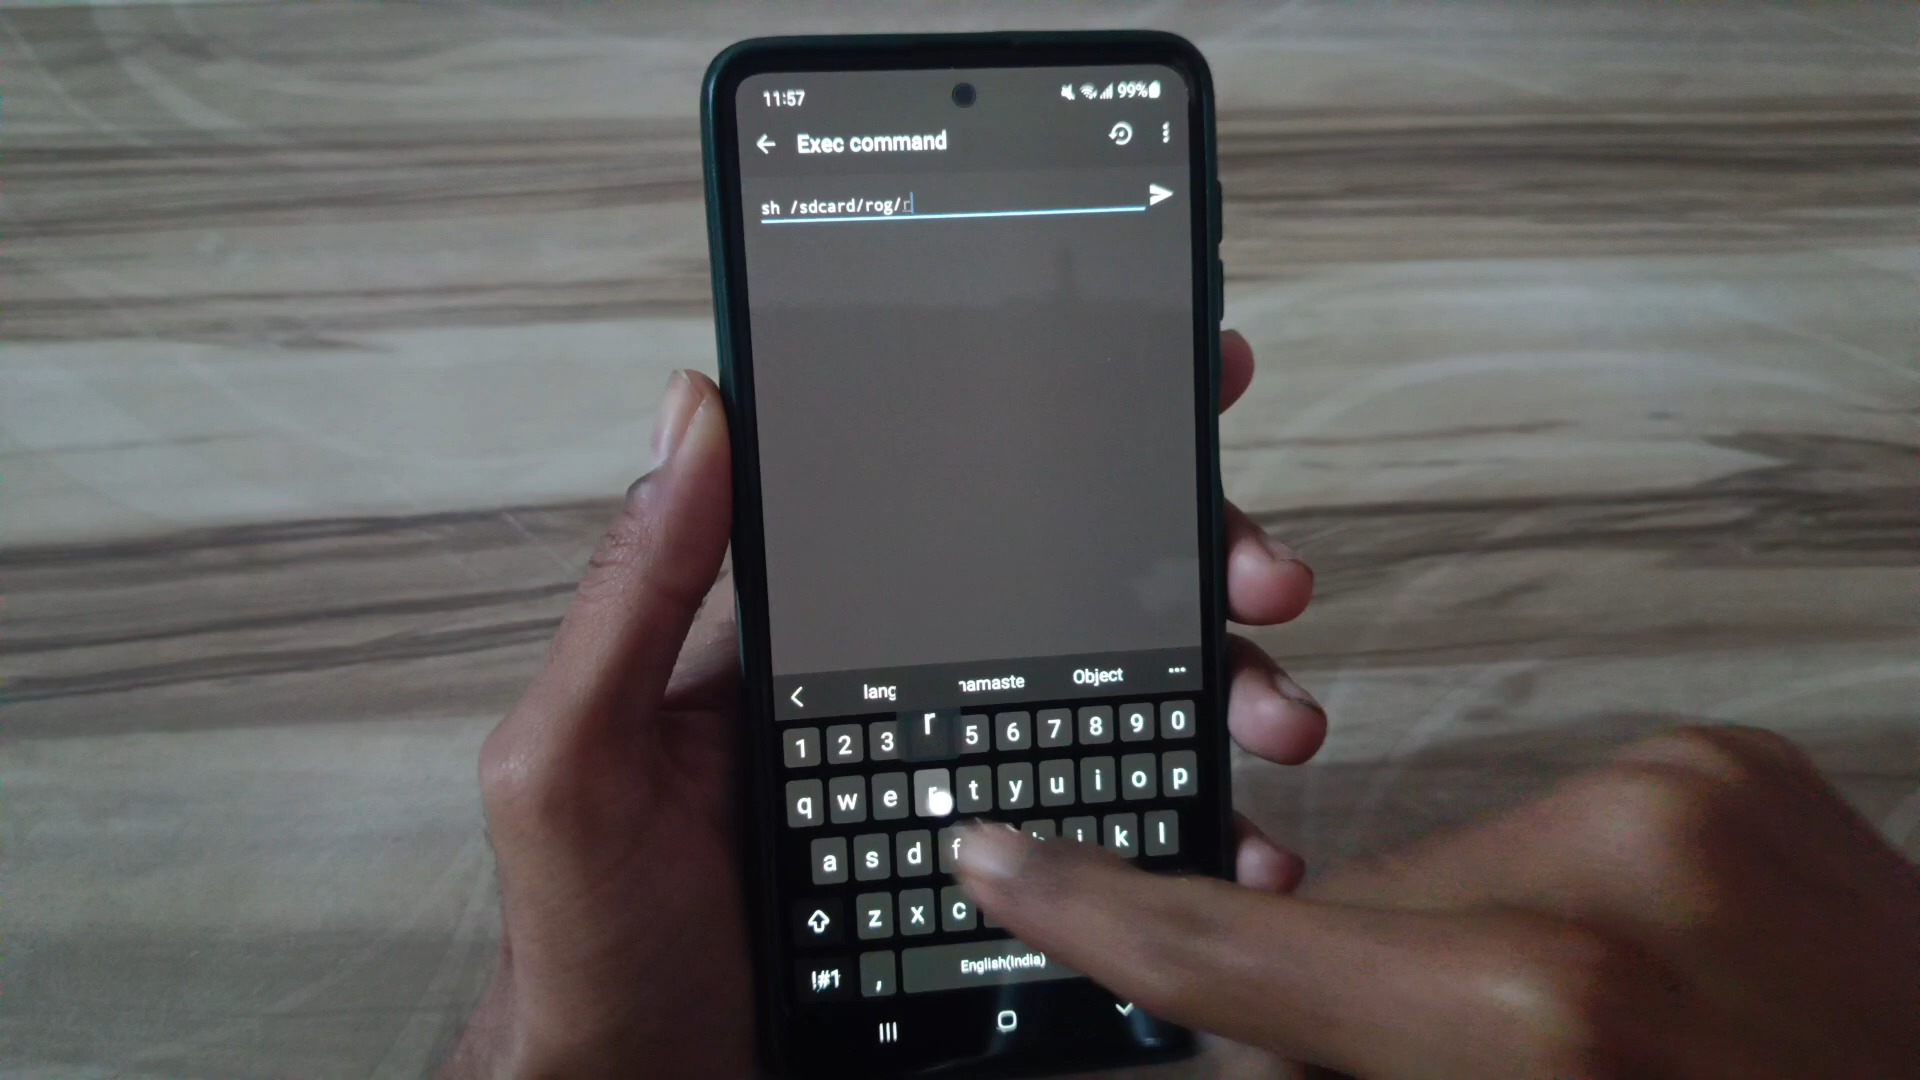 11:57 99%
Exec command
sh /sdcard/rog/r
lang namaste Object ...
r
1 2 3 5 6 7 8 9 0
q w e r t y u i o p
a s d f k l
z x c
!#1 , English(India)